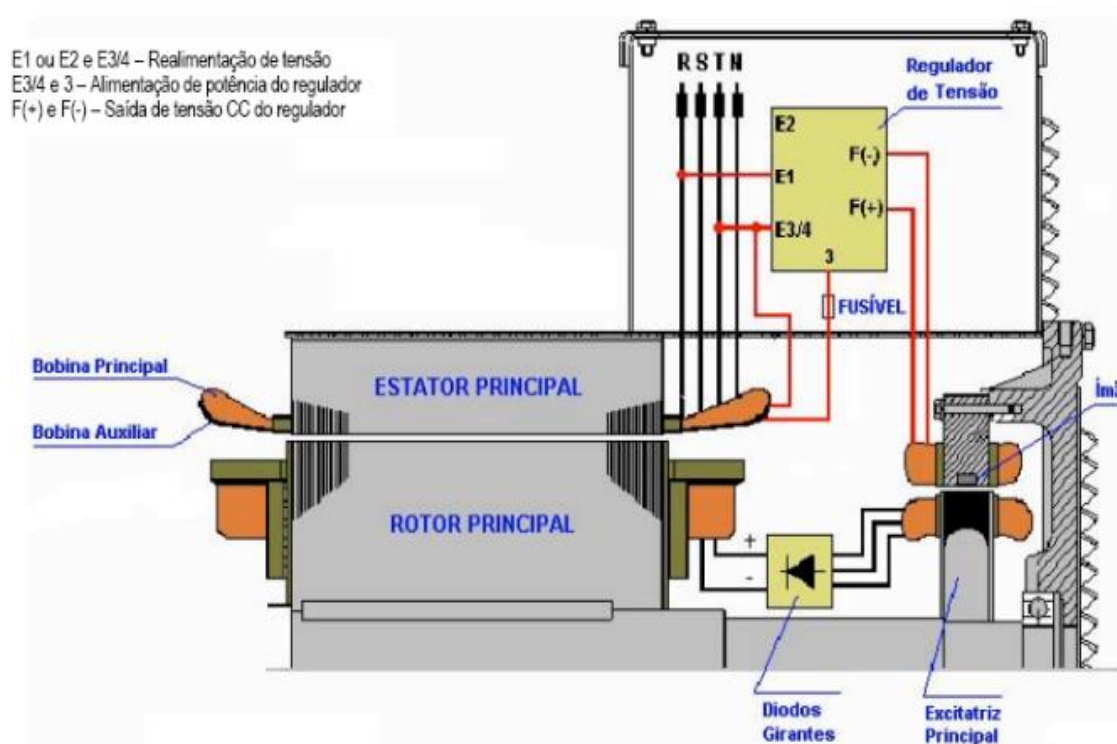 E1 ou E2 e E3/4 – Realimentação de tensão
E3/4 e 3 – Alimentação de potência do regulador
F(+) e F(-) – Saída de tensão CC do regulador
R S T N
Regulador
de Tensão
E2
F(-)
E1
F(+)
E3/4
3
FUSÍVEL
Bobina Principal
ESTATOR PRINCIPAL
Bobina Auxiliar
ROTOR PRINCIPAL
+
-
Diodos
Girantes
Excitatriz
Principal